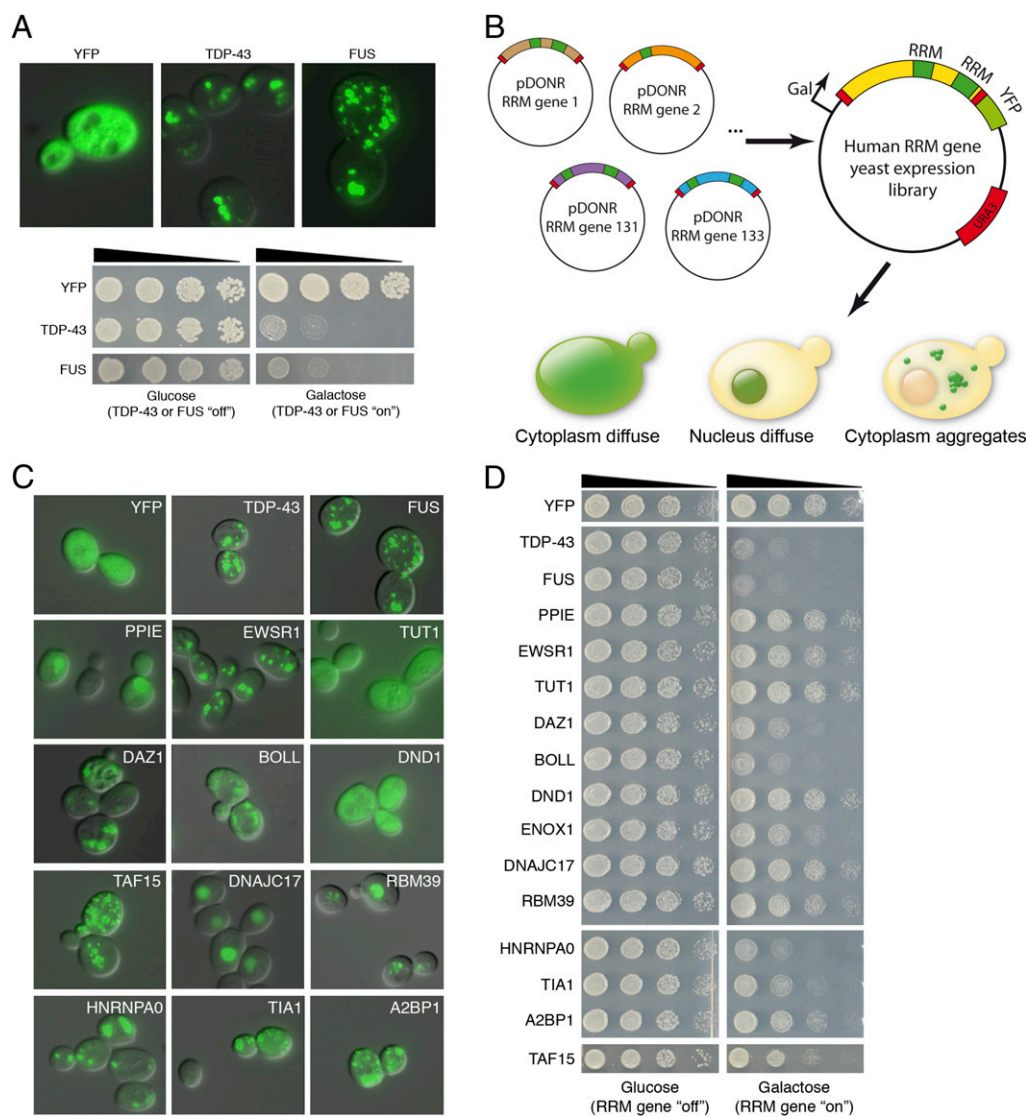 A
YFP
TDP-43
FUS
YFP
TDP-43
FUS
Glucose
(TDP-43 or FUS “off”)
Galactose
(TDP-43 or FUS “on”)
B
pDONR
RRM gene 1
pDONR
RRM gene 2
...
pDONR
RRM gene 131
pDONR
RRM gene 133
Gal
RRM
RRM
YFP
Human RRM gene
yeast expression
library
URA3
Cytoplasm diffuse
Nucleus diffuse
Cytoplasm aggregates
C
YFP
TDP-43
FUS
PPIE
EWSR1
TUT1
DAZ1
BOLL
DND1
TAF15
DNAJC17
RBM39
HNRNPA0
TIA1
A2BP1
D
YFP
TDP-43
FUS
PPIE
EWSR1
TUT1
DAZ1
BOLL
DND1
ENOX1
DNAJC17
RBM39
HNRNPA0
TIA1
A2BP1
TAF15
Glucose
(RRM gene “off”)
Galactose
(RRM gene “on”)